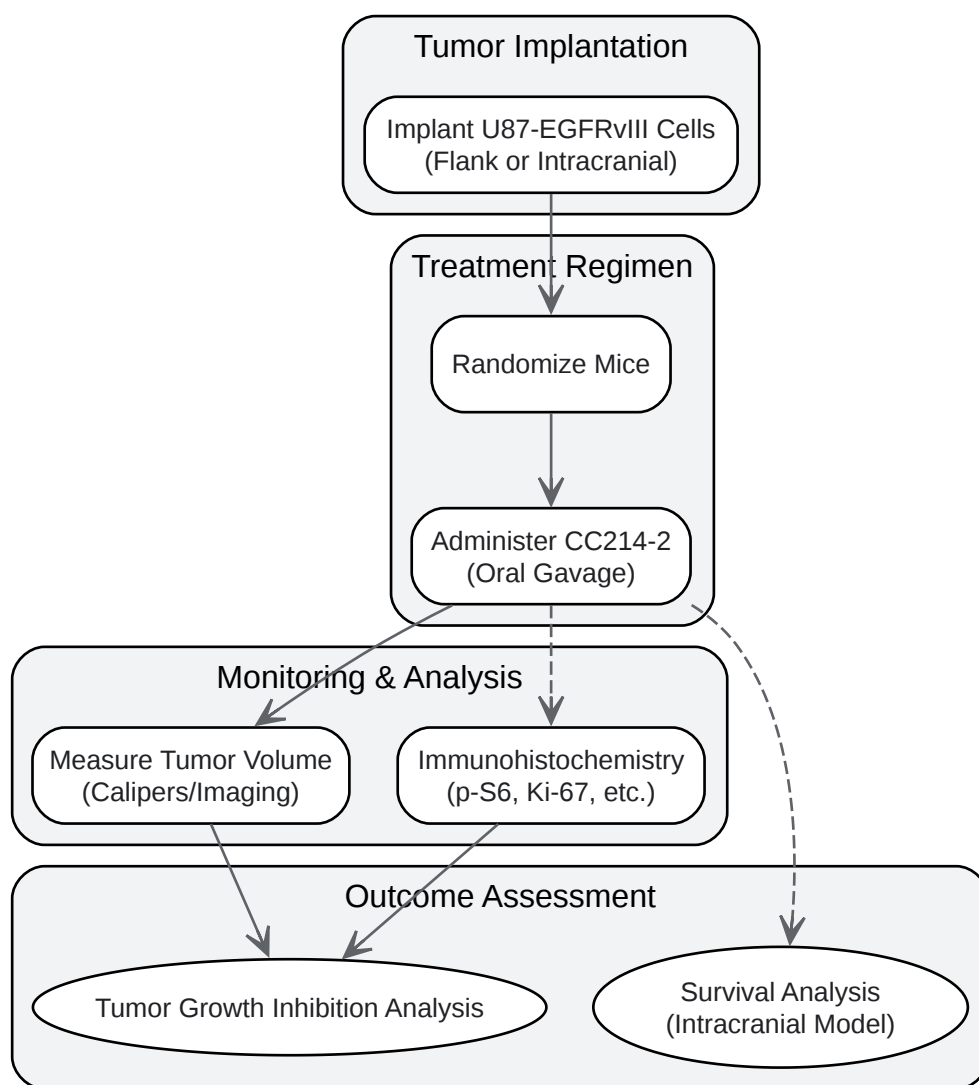 Tumor Implantation
Implant U87-EGFRvIII Cells
(Flank or Intracranial)
Treatment Regimen
Randomize Mice
Administer CC214-2
(Oral Gavage)
Monitoring & Analysis
Measure Tumor Volume
(Calipers/Imaging)
Immunohistochemistry
(p-S6, Ki-67, etc.)
Outcome Assessment
Tumor Growth Inhibition Analysis
Survival Analysis
(Intracranial Model)